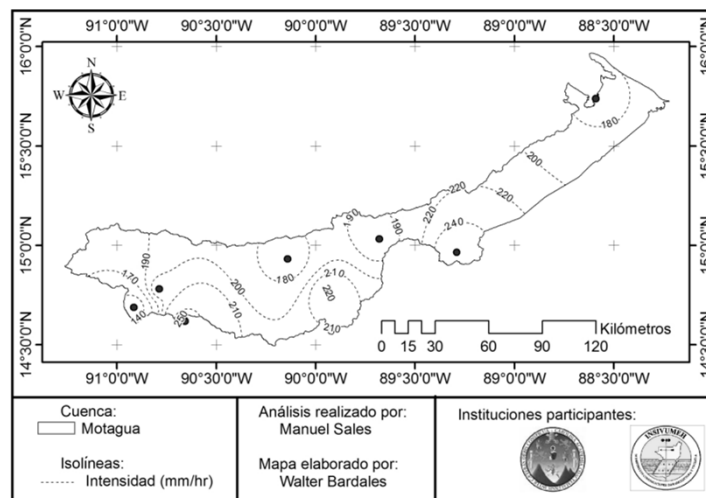 91°0'0"W 90°30'0"W 90°0'0"W 89°30'0"W 89°0'0"W 88°30'0"W
16°0'0"N 16°0'0"N
N
W E
S
180
15°30'0"N 15°30'0"N
200
220
220
190 190 220
240
15°0'0"N 15°0'0"N
190
170 180 210
200
220
140 250 210 210
Kilómetros
14°30'0"N 14°30'0"N
0 15 30 60 90 120
91°0'0"W 90°30'0"W 90°0'0"W 89°30'0"W 89°0'0"W 88°30'0"W
Cuenca:
Motagua
Isolíneas:
Intensidad (mm/hr)
Análisis realizado por:
Manuel Sales
Mapa elaborado por:
Walter Bardales
Instituciones participantes:
INSIVUMEH